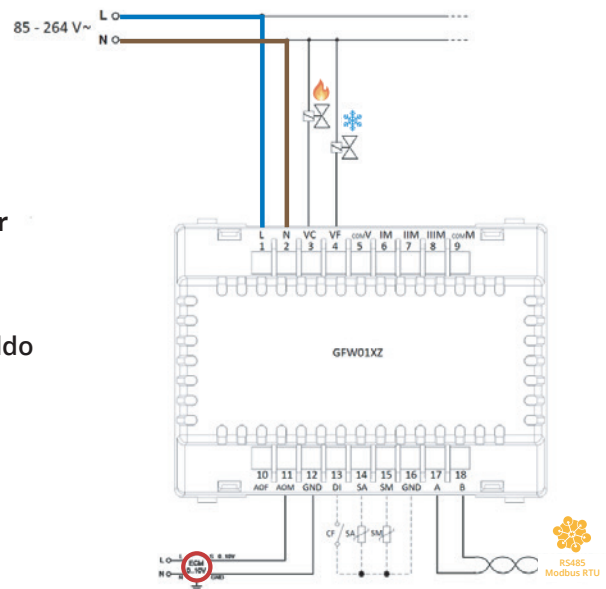 L
85 - 264 V~
N
r
do
L N VC VF COMV IM IIM IIIM COMM
1 2 3 4 5 6 7 8 9
GFW01XZ
10 11 12 13 14 15 16 17 18
AOF AOM GND DI SA SM GND A B
CF SA SM
L L S 0..10V
ECM
0..10V
N N GND
RS485
Modbus RTU